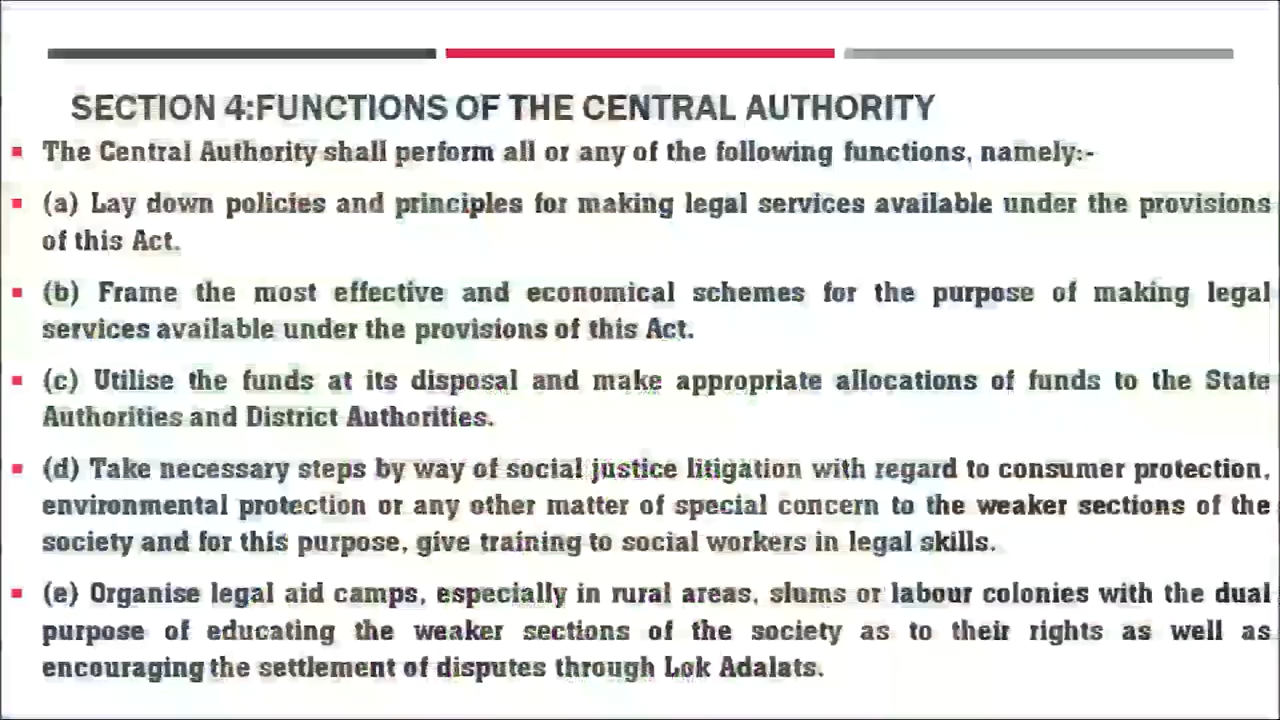 SECTION 4:FUNCTIONS OF THE CENTRAL AUTHORITY
The Central Authority shall perform all or any of the following functions, namely:-
(a) Lay down policies and principles for making legal services available under the provisions
of this Act.
(b) Frame the most effective and economical schemes for the purpose of making legal
services available under the provisions of this Act.
(c) Utilise the funds at its disposal and make appropriate allocations of funds to the State
Authorities and District Authorities.
(d) Take necessary steps by way of social justice litigation with regard to consumer protection,
environmental protection or any other matter of special concern to the weaker sections of the
society and for this purpose, give training to social workers in legal skills.
(e) Organise legal aid camps, especially in rural areas, slums or labour colonies with the dual
purpose of educating the weaker sections of the society as to their rights as well as
encouraging the settlement of disputes through Lok Adalats.